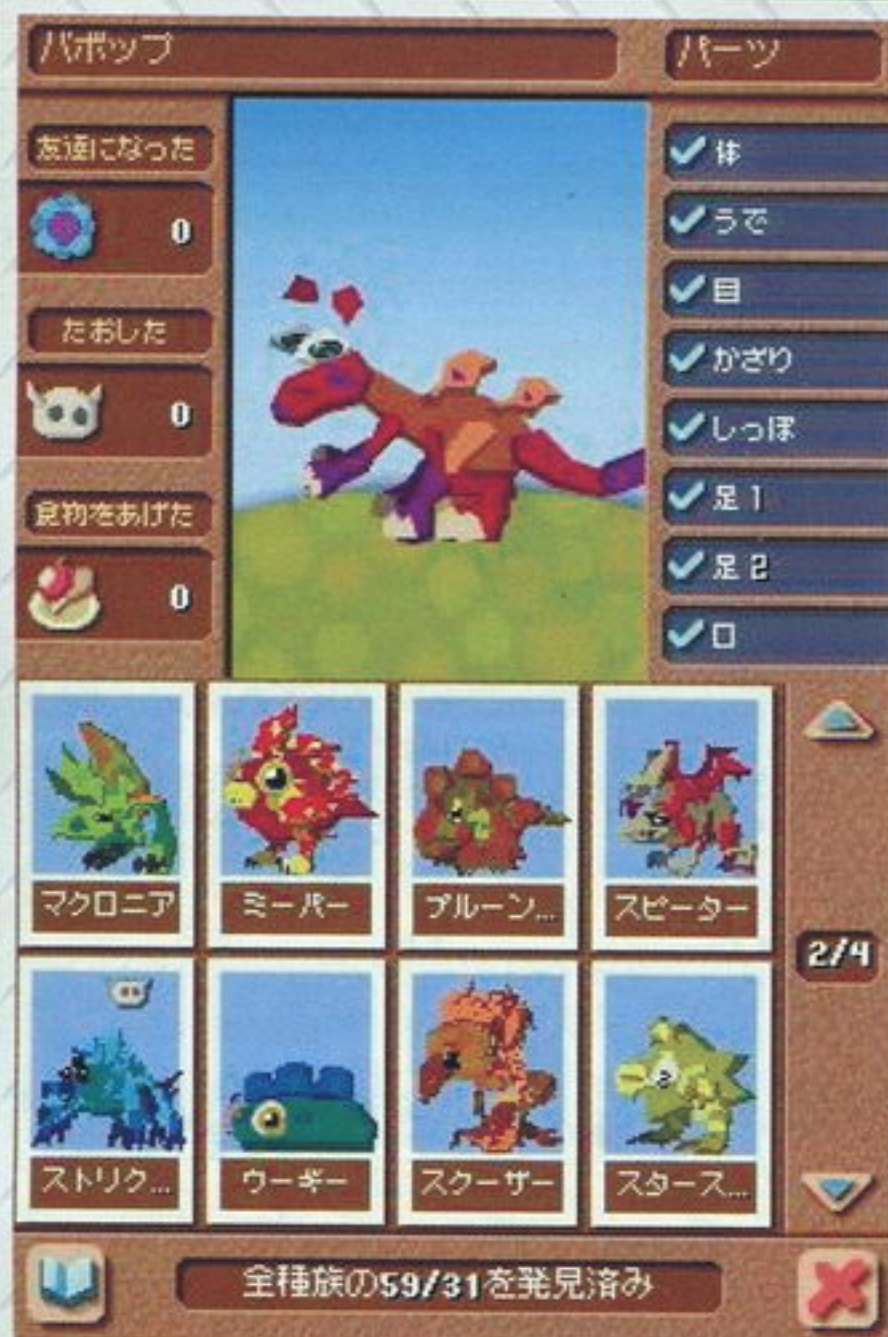 パボップ
パーツ
友達になった
0
たおした
0
食物をあげた
0
体
うで
目
かざり
しっぽ
足1
足2
口
マクロニア
ミーパー
プルーン...
スピーター
2/4
ストリク...
ウーギー
スクーザー
スタース...
全種族の59/31を発見済み